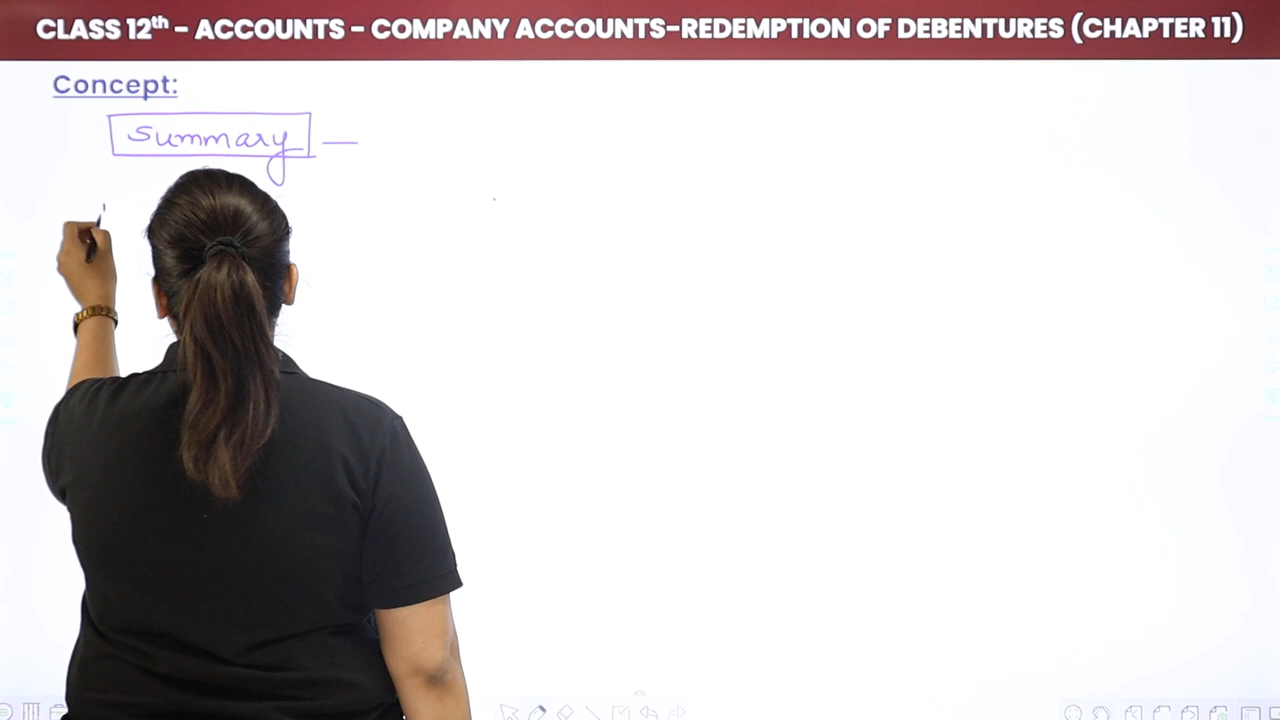 CLASS 12th - ACCOUNTS - COMPANY ACCOUNTS-REDEMPTION OF DEBENTURES (CHAPTER 11)
Concept:
Summary —